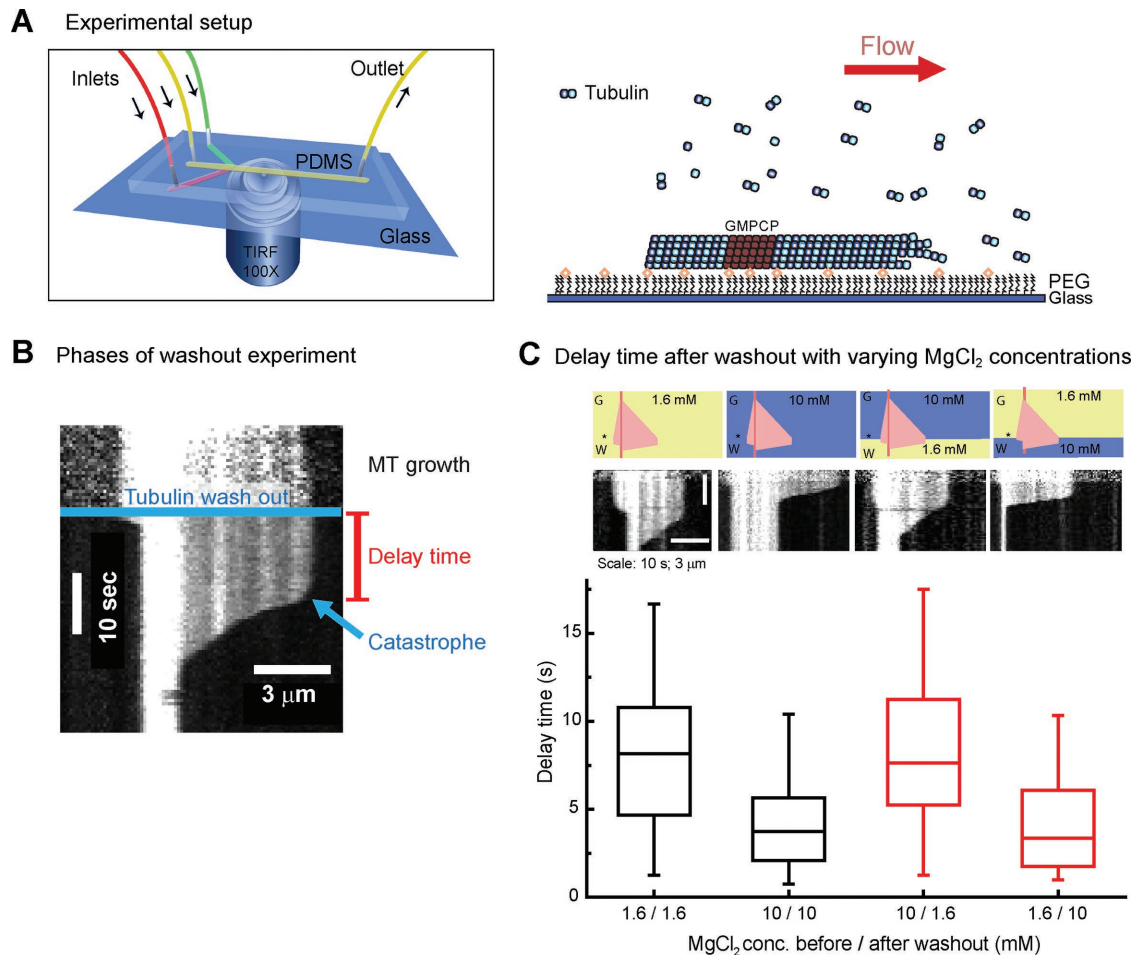 A Experimental setup
Inlets
Outlet
PDMS
Glass
TIRF
100X
Flow
Tubulin
GMPCP
PEG
Glass
B Phases of washout experiment
MT growth
Tubulin wash out
Delay time
10 sec
Catastrophe
3 μm
C Delay time after washout with varying MgCl₂ concentrations
G 1.6 mM
* W
G 10 mM
* W
G 10 mM
* W 1.6 mM
G 1.6 mM
* W 10 mM
Scale: 10 s; 3 μm
Delay time (s)
15
10
5
0
1.6 / 1.6 10 / 10 10 / 1.6 1.6 / 10
MgCl₂ conc. before / after washout (mM)